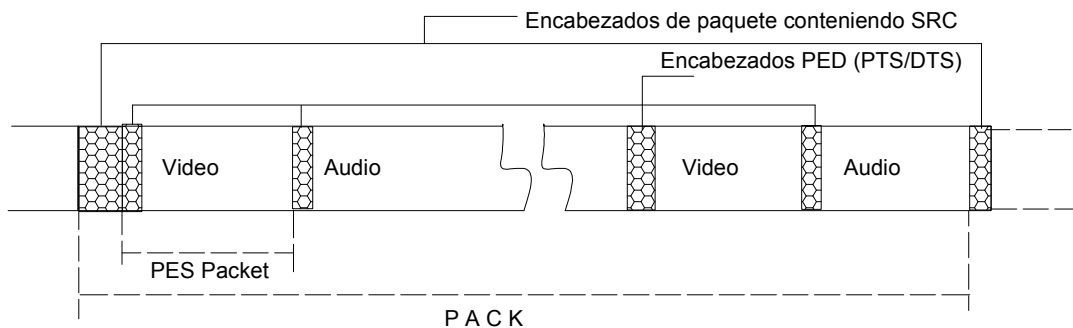 Encabezados de paquete conteniendo SRC
Encabezados PED (PTS/DTS)
Video
Audio
Video
Audio
PES Packet
P A C K